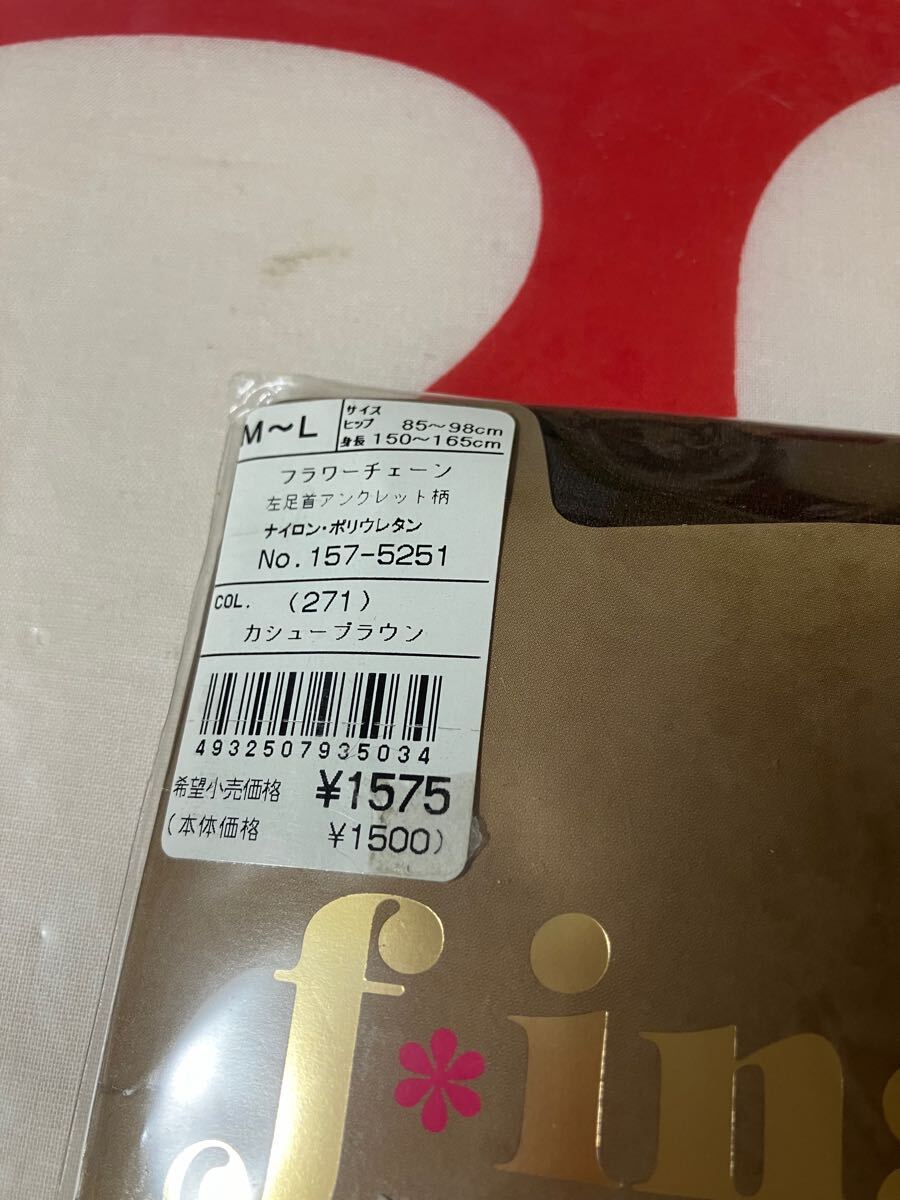 M〜L
サイズ
ヒップ 85〜98cm
身長 150〜165cm
フラワーチェーン
左足首アンクレット柄
ナイロン・ポリウレタン
No.157-5251
COL. (271)
カシューブラウン
4932507935034
希望小売価格 ¥1575
(本体価格 ¥1500)
f*in